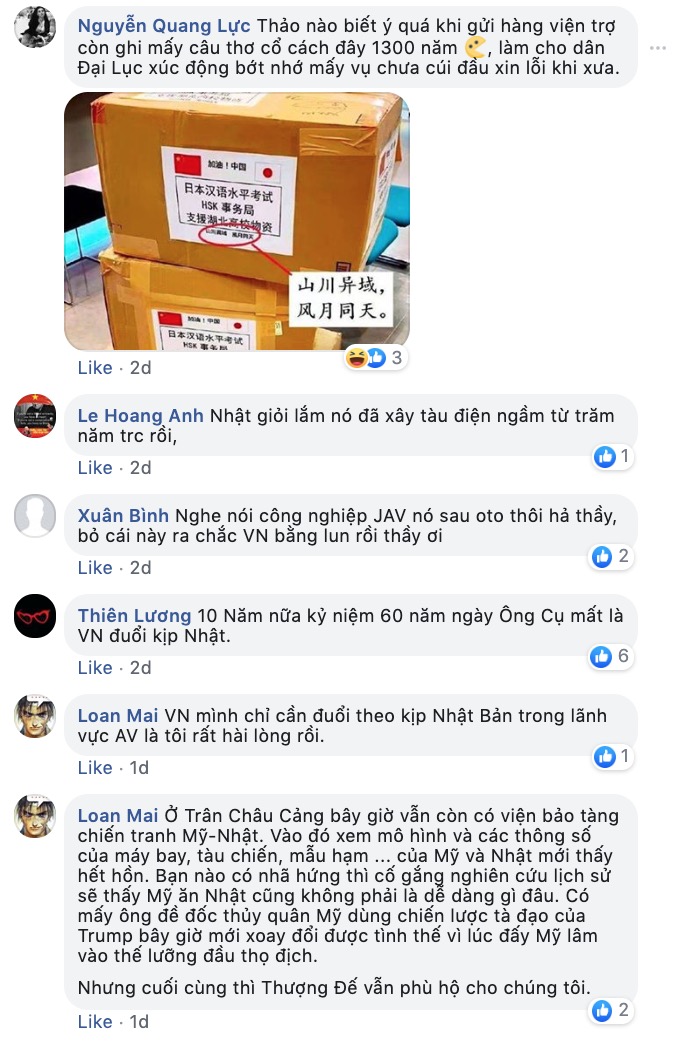 Nguyễn Quang Lực Thảo nào biết ý quá khi gửi hàng viện trợ
còn ghi mấy câu thơ cổ cách đây 1300 năm , làm cho dân
Đại Lục xúc động bớt nhớ mấy vụ chưa cúi đầu xin lỗi khi xưa.
加油！中国
日本汉语水平考试
HSK 事务局
支援湖北高校物资
山川异域 风月同天
山川异域，
风月同天。
加油！中国
日本汉语水平考试
HSK 事务局
3
Like · 2d
Le Hoang Anh Nhật giỏi lắm nó đã xây tàu điện ngầm từ trăm
năm trc rồi,
1
Like · 2d
Xuân Bình Nghe nói công nghiệp JAV nó sau oto thôi hả thầy,
bỏ cái này ra chắc VN bằng lun rồi thầy ơi
2
Like · 2d
Thiên Lương 10 Năm nữa kỷ niệm 60 năm ngày Ông Cụ mất là
VN đuổi kịp Nhật.
6
Like · 2d
Loan Mai VN mình chỉ cần đuổi theo kịp Nhật Bản trong lãnh
vực AV là tôi rất hài lòng rồi.
1
Like · 1d
Loan Mai Ở Trân Châu Cảng bây giờ vẫn còn có viện bảo tàng
chiến tranh Mỹ-Nhật. Vào đó xem mô hình và các thông số
của máy bay, tàu chiến, mẫu hạm ... của Mỹ và Nhật mới thấy
hết hồn. Bạn nào có nhã hứng thì cố gắng nghiên cứu lịch sử
sẽ thấy Mỹ ăn Nhật cũng không phải là dễ dàng gì đâu. Có
mấy ông đề đốc thủy quân Mỹ dùng chiến lược tà đạo của
Trump bây giờ mới xoay đổi được tình thế vì lúc đấy Mỹ lâm
vào thế lưỡng đầu thọ địch.
Nhưng cuối cùng thì Thượng Đế vẫn phù hộ cho chúng tôi.
2
Like · 1d